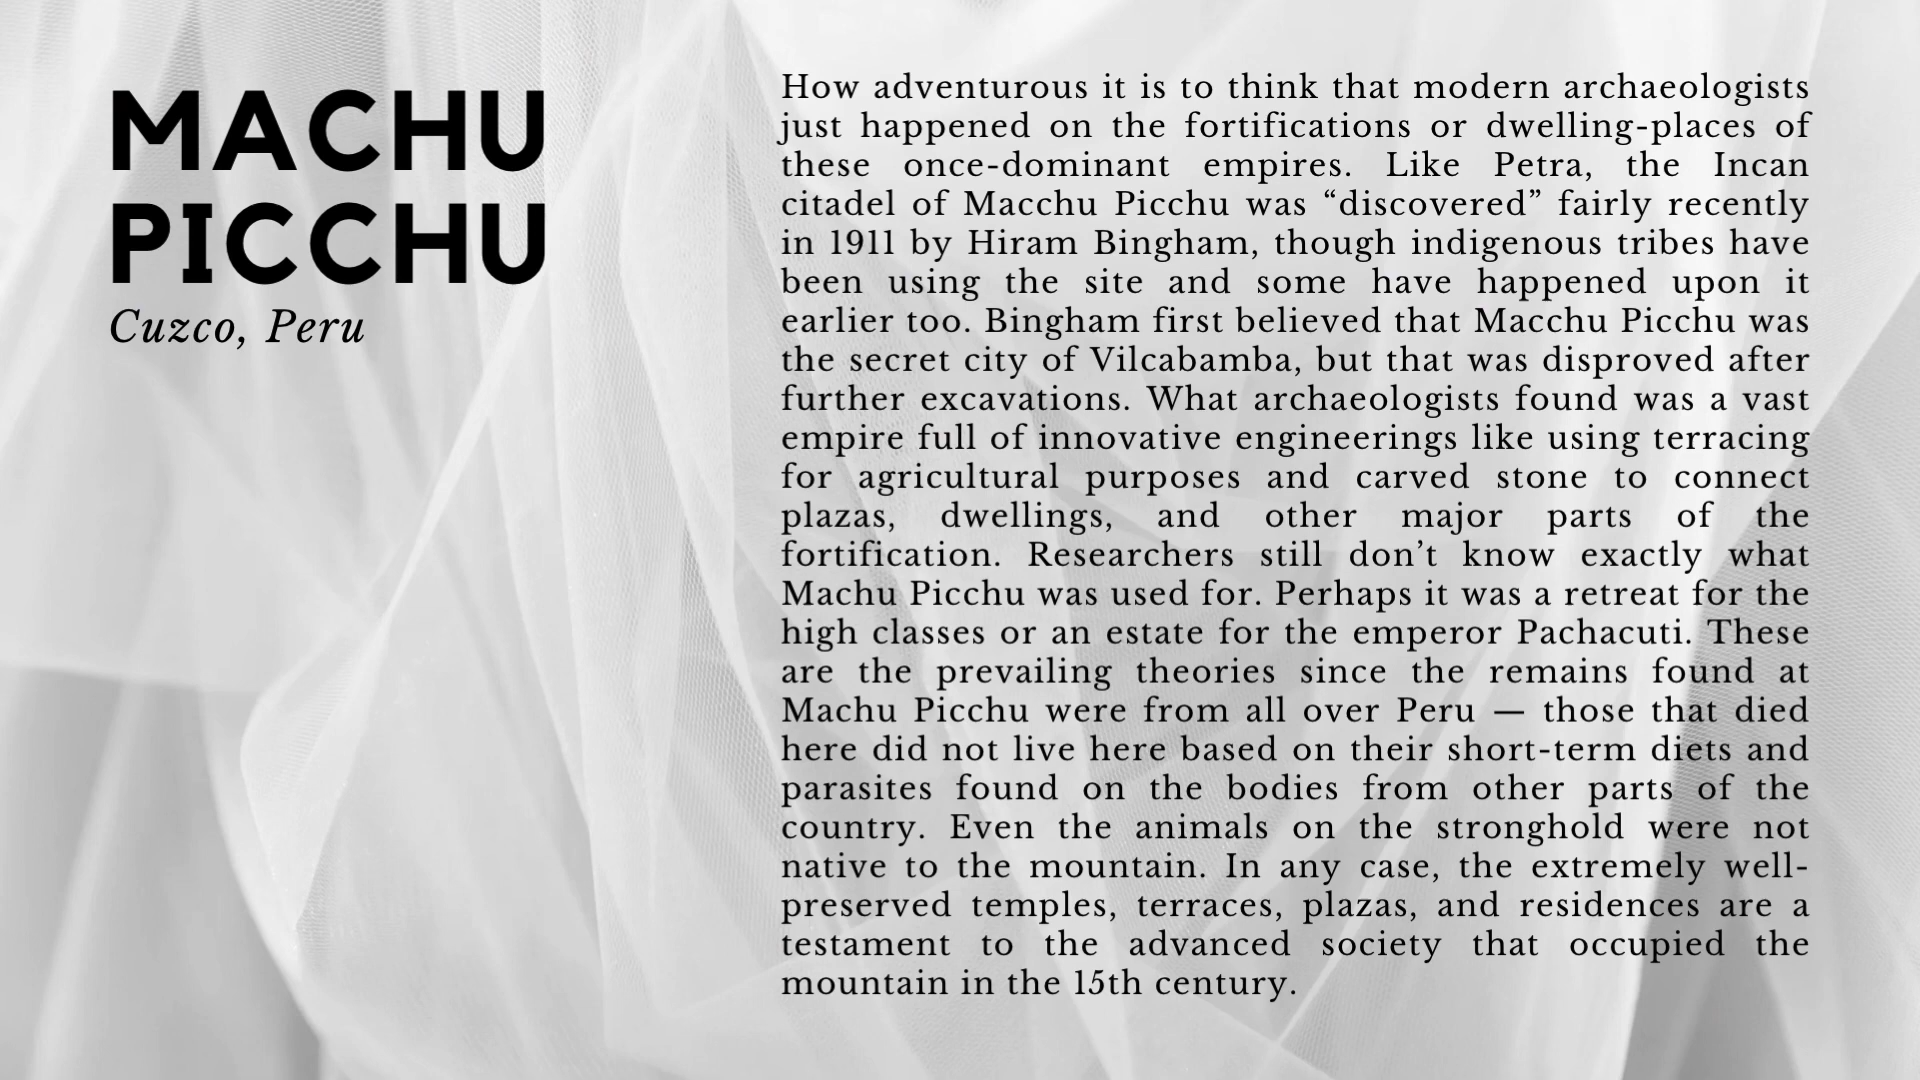 MACHU
PICCHU
Cuzco, Peru
How adventurous it is to think that modern archaeologists
just happened on the fortifications or dwelling-places of
these once-dominant empires. Like Petra, the Incan
citadel of Macchu Picchu was “discovered” fairly recently
in 1911 by Hiram Bingham, though indigenous tribes have
been using the site and some have happened upon it
earlier too. Bingham first believed that Macchu Picchu was
the secret city of Vilcabamba, but that was disproved after
further excavations. What archaeologists found was a vast
empire full of innovative engineerings like using terracing
for agricultural purposes and carved stone to connect
plazas, dwellings, and other major parts of the
fortification. Researchers still don’t know exactly what
Machu Picchu was used for. Perhaps it was a retreat for the
high classes or an estate for the emperor Pachacuti. These
are the prevailing theories since the remains found at
Machu Picchu were from all over Peru — those that died
here did not live here based on their short-term diets and
parasites found on the bodies from other parts of the
country. Even the animals on the stronghold were not
native to the mountain. In any case, the extremely well-
preserved temples, terraces, plazas, and residences are a
testament to the advanced society that occupied the
mountain in the 15th century.